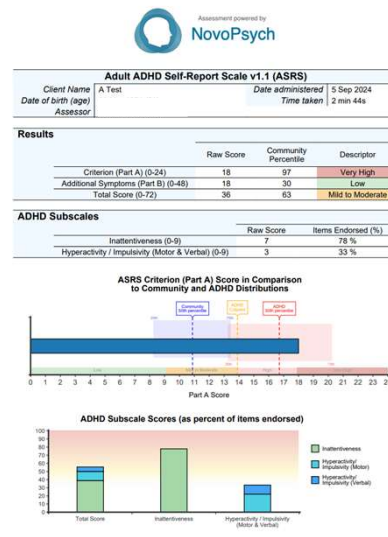 Assessment powered by
NovoPsych
Adult ADHD Self-Report Scale v1.1 (ASRS)
Client Name A Test Date administered 5 Sep 2024
Date of birth (age) Time taken 2 min 44s
Assessor
Results
Raw Score Community Percentile Descriptor
Criterion (Part A) (0-24) 18 97 Very High
Additional Symptoms (Part B) (0-48) 18 30 Low
Total Score (0-72) 36 63 Mild to Moderate
ADHD Subscales
Raw Score Items Endorsed (%)
Inattentiveness (0-9) 7 78 %
Hyperactivity / Impulsivity (Motor & Verbal) (0-9) 3 33 %
ASRS Criterion (Part A) Score in Comparison
to Community and ADHD Distributions
Community
50th percentile
ADHD
50th percentile
Low
High
0 1 2 3 4 5 6 7 8 9 10 11 12 13 14 15 16 17 18 19 20 21 22 23
Part A Score
ADHD Subscale Scores (as percent of items endorsed)
100
90
80
70
60
50
40
30
20
10
0
Inattentiveness
Hyperactivity/
Impulsivity (Motor)
Hyperactivity/
Impulsivity (Verbal)
Total Score Inattentiveness Hyperactivity / Impulsivity
(Motor & Verbal)